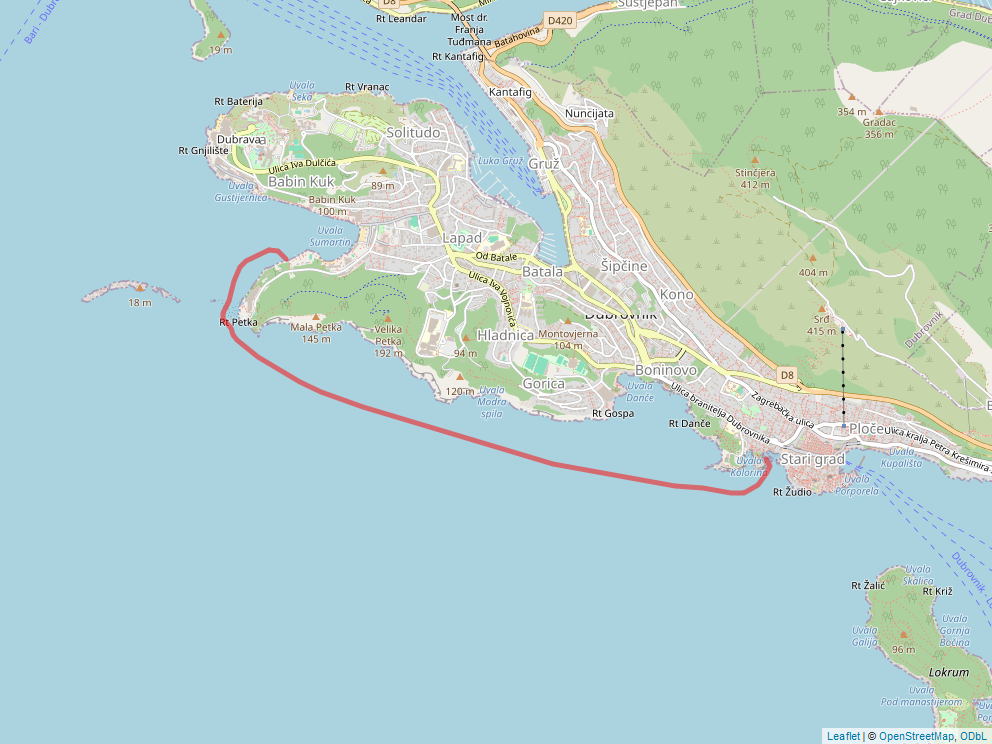 Rt Leandar
D8
Most dr.
Franja
Tuđmana
D420
Sustjepan
Batahovina
Grad Dub
Bari - Dubrov
19 m
Rt Kantafig
Kantafig
Rt Vranac
Uvala
Seka
Rt Baterija
Nuncijata
354 m
Gradac
356 m
Solitudo
Dubrava
Rt Gnjilište
Luka Gruž
Gruž
Ulica Iva Dulčića
Babin Kuk
89 m
Stinčjera
412 m
Uvala
Gustijernica
Babin Kuk
100 m
Uvala
Sumartin
Lapad
Od Batale
Batala
Šipčine
404 m
Ulica Iva Vojnovića
Kono
18 m
Rt Petka
Mala Petka
145 m
Velika
Petka
192 m
Hladnica
Montovjerna
104 m
Dubrovnik
Srđ
415 m
Dubrovnik
94 m
120 m
Gorica
Boninovo
D8
Uvala
Modra
spila
Uvala
Danče
Rt Gospa
Ulica branitelja Dubrovnika
Zagrebačka ulica
Rt Danče
Ploče
Ulica kralja Petra Krešimira
Uvala
Kolorina
Stari grad
Uvala
Kupališta
Rt Žudio
Uvala
Porporela
Dubrovnik - L
Uvala
Skalica
Rt Žalić
Rt Križ
Uvala
Gornja
Bočina
Uvala
Galija
96 m
Lokrum
Uvala
Pod manastijerom
Leaflet | © OpenStreetMap, ODbL